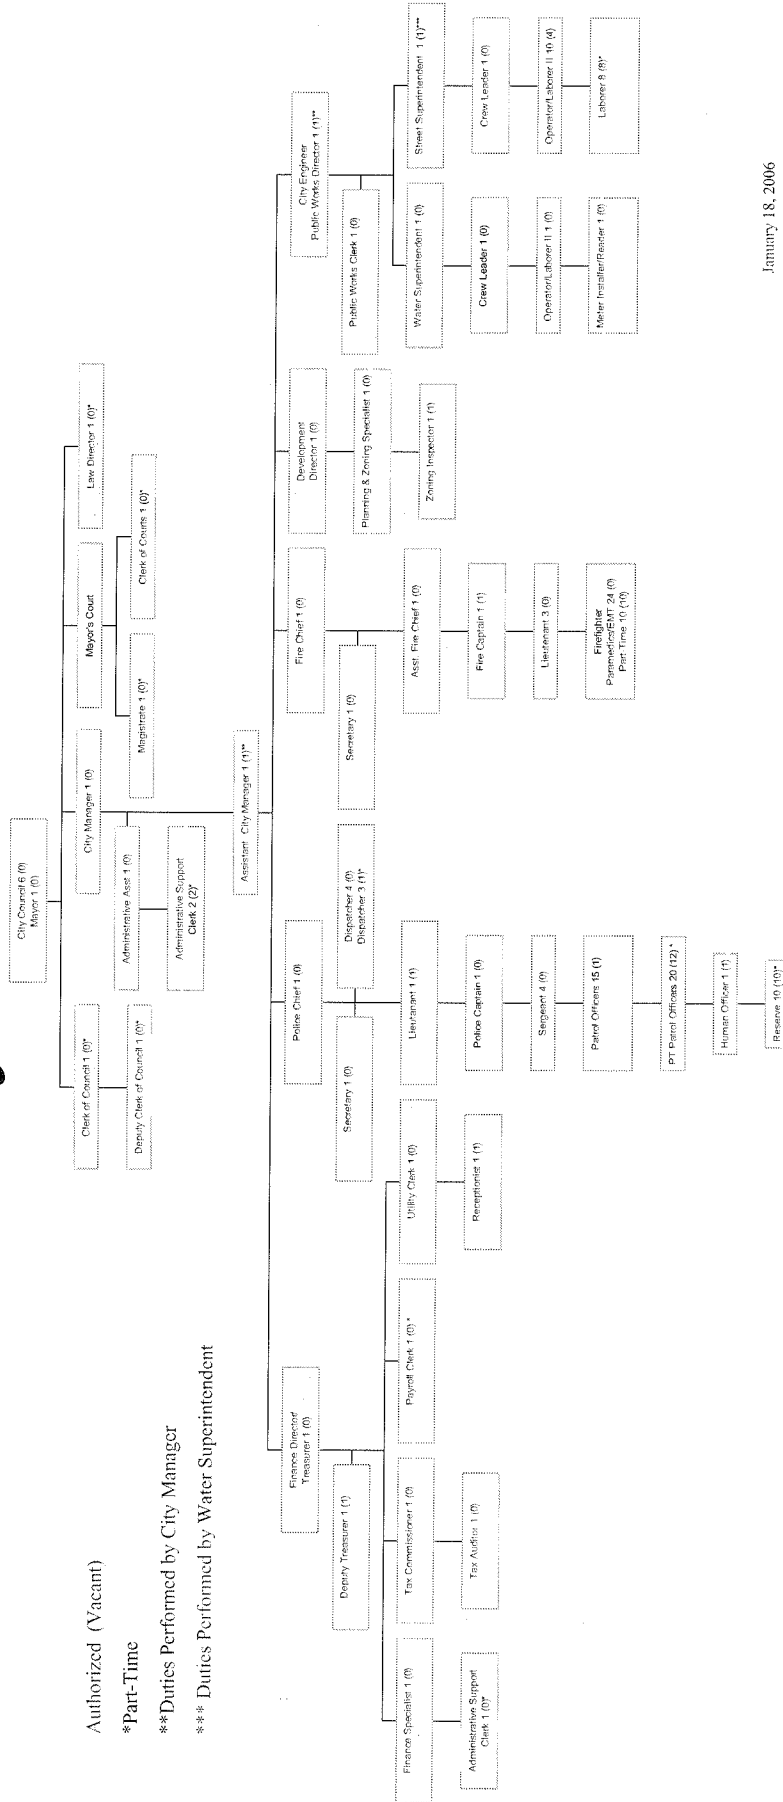 City Council 6 (0)
Mayor 1 (0)
Clerk of Council 1 (0)*
Deputy Clerk of Council 1 (0)*
City Manager 1 (0)
Administrative Asst 1 (0)
Administrative Support
Clerk 2 (2)*
Mayor's Court
Magistrate 1 (0)*
Clerk of Courts 1 (0)*
Law Director 1 (0)*
Authorized (Vacant)
*Part-Time
**Duties Performed by City Manager
*** Duties Performed by Water Superintendent
Assistant City Manager 1 (1)**
Finance Director/
Treasurer 1 (0)
Deputy Treasurer 1 (1)
Finance Specialist 1 (0)
Administrative Support
Clerk 1 (0)*
Tax Commissioner 1 (0)
Tax Auditor 1 (0)
Payroll Clerk 1 (0) *
Utility Clerk 1 (0)
Receptionist 1 (1)
Police Chief 1 (0)
Secretary 1 (0)
Dispatcher 4 (0)
Dispatcher 3 (1)*
Lieutenant 1 (1)
Police Captain 1 (0)
Sergeant 4 (0)
Patrol Officers 15 (1)
PT Patrol Officers 20 (12) *
Human Officer 1 (1)
Reserve 10 (10)*
Fire Chief 1 (0)
Secretary 1 (0)
Asst. Fire Chief 1 (0)
Fire Captain 1 (1)
Lieutenant 3 (0)
Firefighter
Paramedics/EMT 24 (0)
Part-Time 10 (10)
Development
Director 1 (0)
Planning & Zoning Specialist 1 (0)
Zoning Inspector 1 (1)
City Engineer
Public Works Director 1 (1)**
Public Works Clerk 1 (0)
Water Superintendent 1 (0)
Crew Leader 1 (0)
Operator/Laborer II 1 (0)
Meter Installer/Reader 1 (0)
Street Superintendent 1 (1)***
Crew Leader 1 (0)
Operator/Laborer II 10 (4)
Laborer 8 (8)*
January 18, 2006